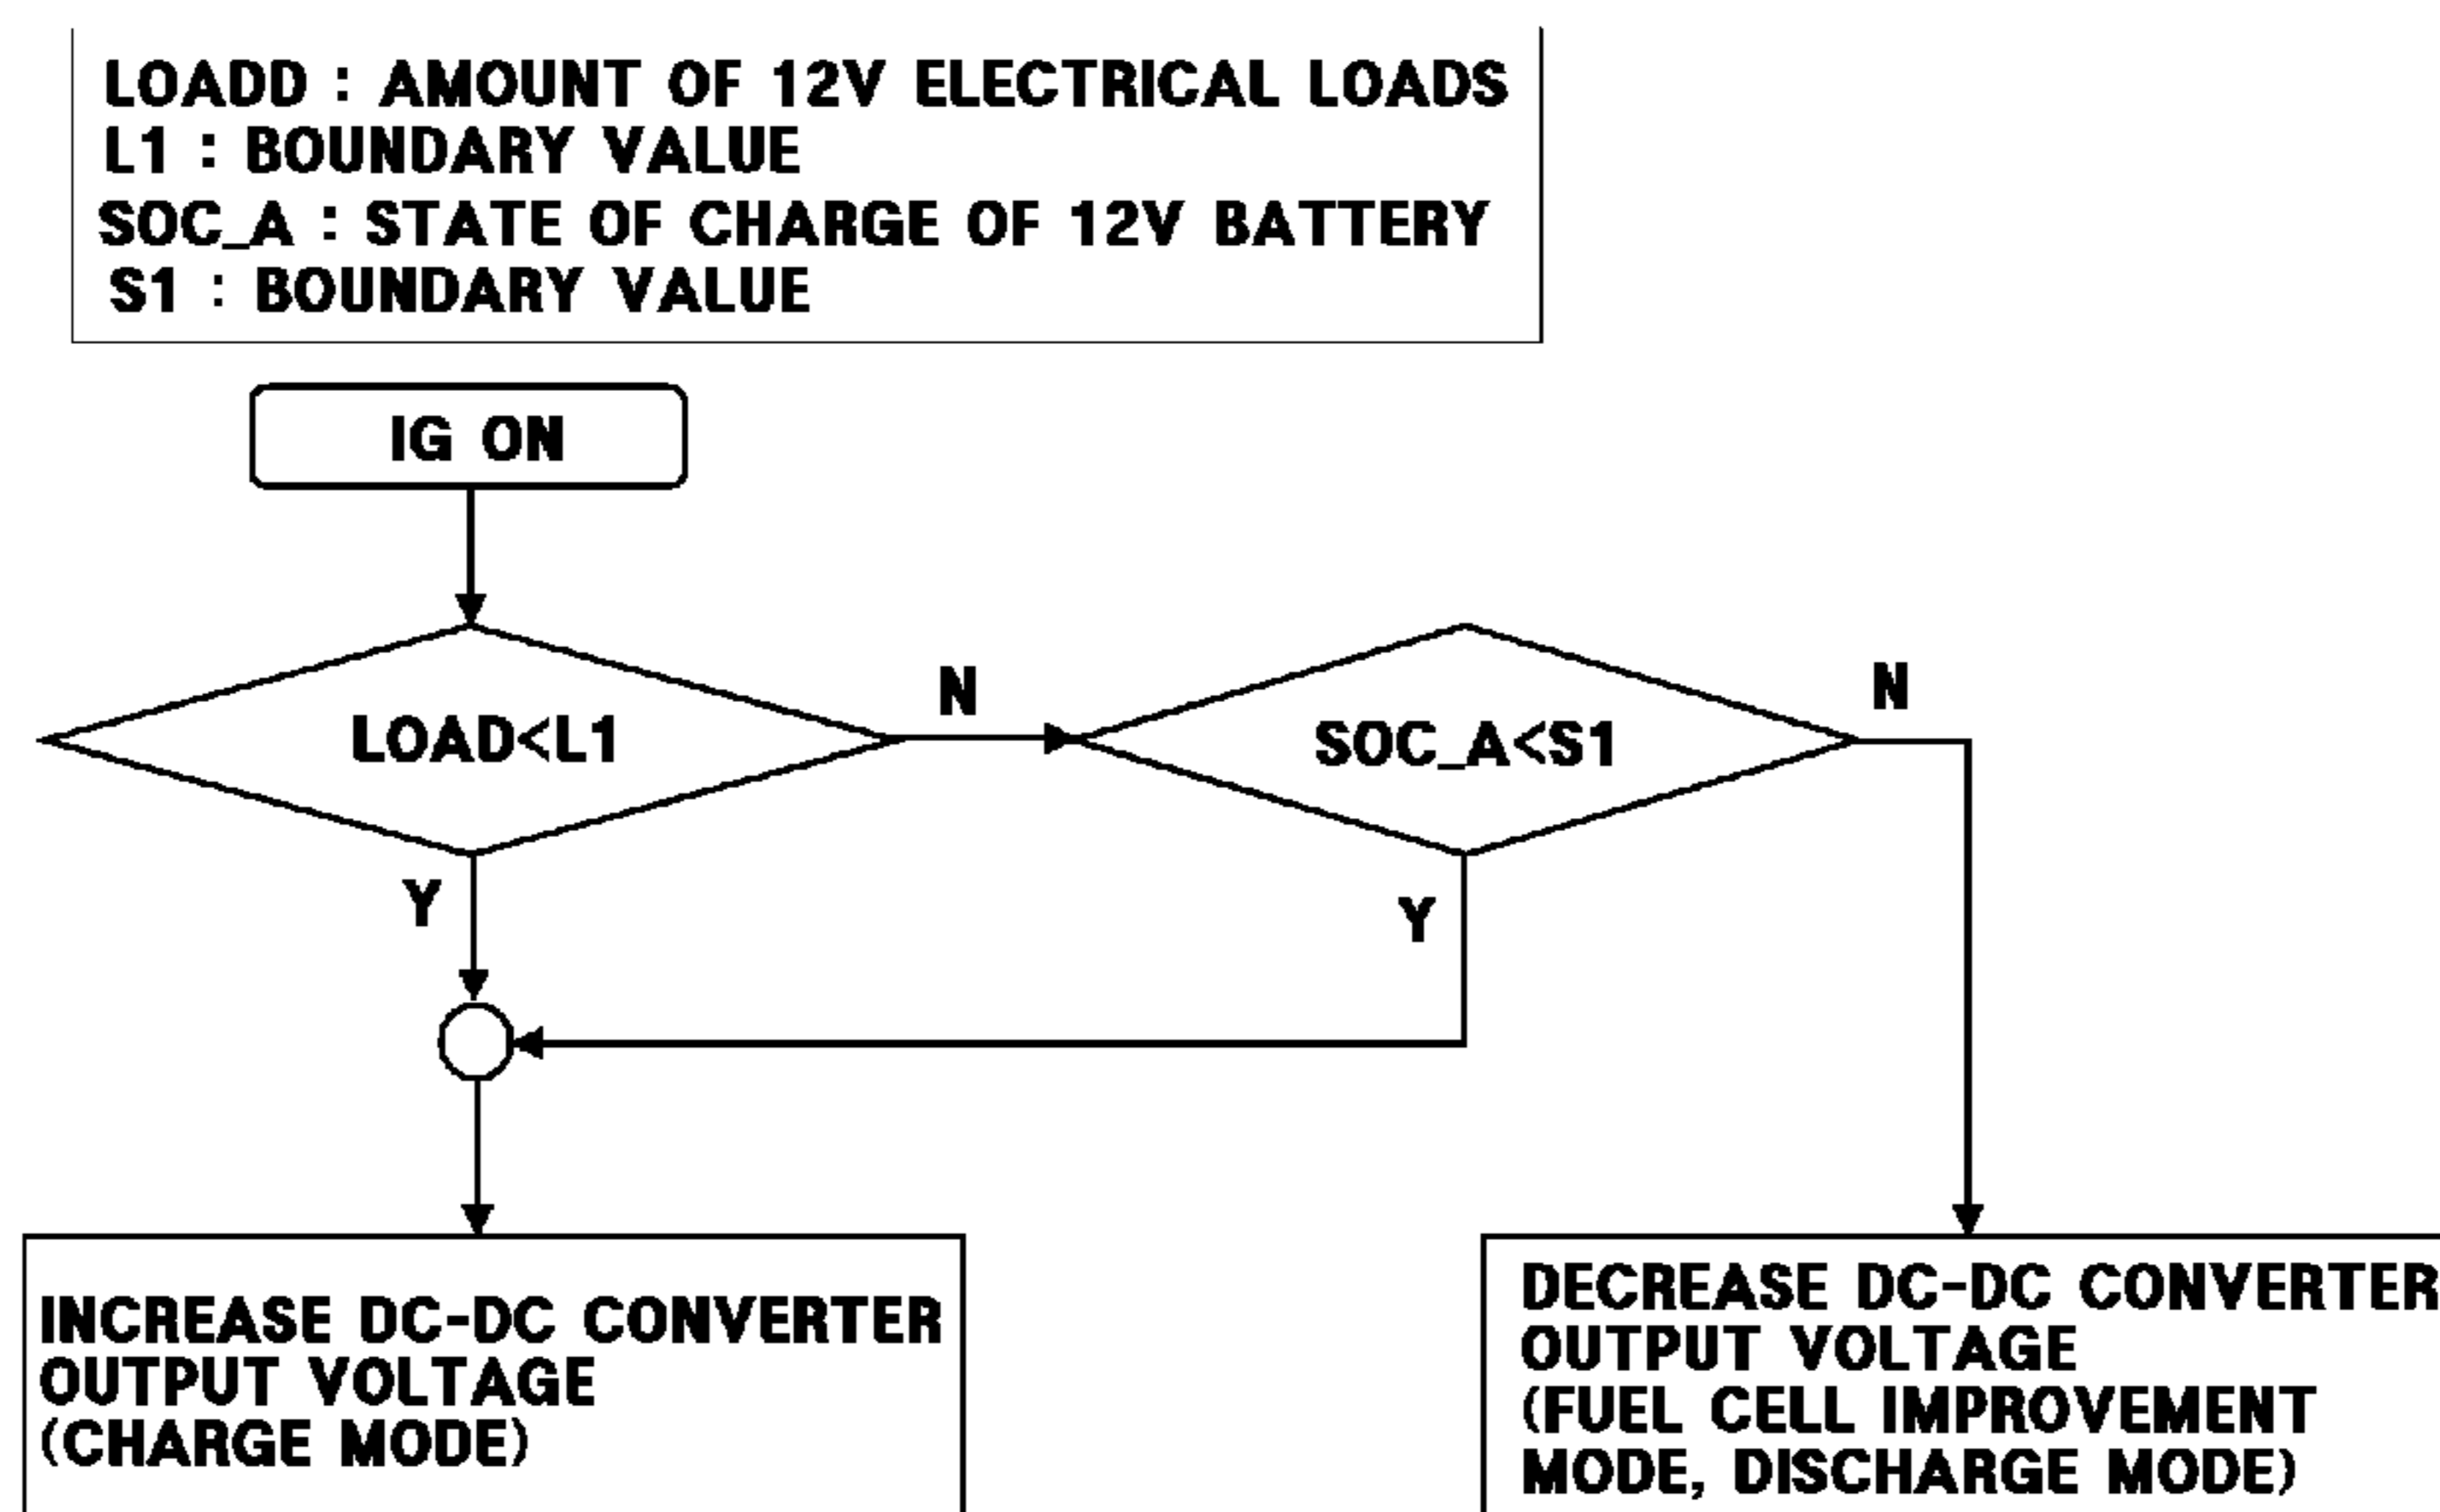 LOADD : AMOUNT OF 12V ELECTRICAL LOADS
L1 : BOUNDARY VALUE
SOC_A : STATE OF CHARGE OF 12V BATTERY
S1 : BOUNDARY VALUE
IG ON
LOAD<L1
N
SOC_A<S1
N
Y
Y
INCREASE DC-DC CONVERTER
OUTPUT VOLTAGE
(CHARGE MODE)
DECREASE DC-DC CONVERTER
OUTPUT VOLTAGE
(FUEL CELL IMPROVEMENT
MODE, DISCHARGE MODE)